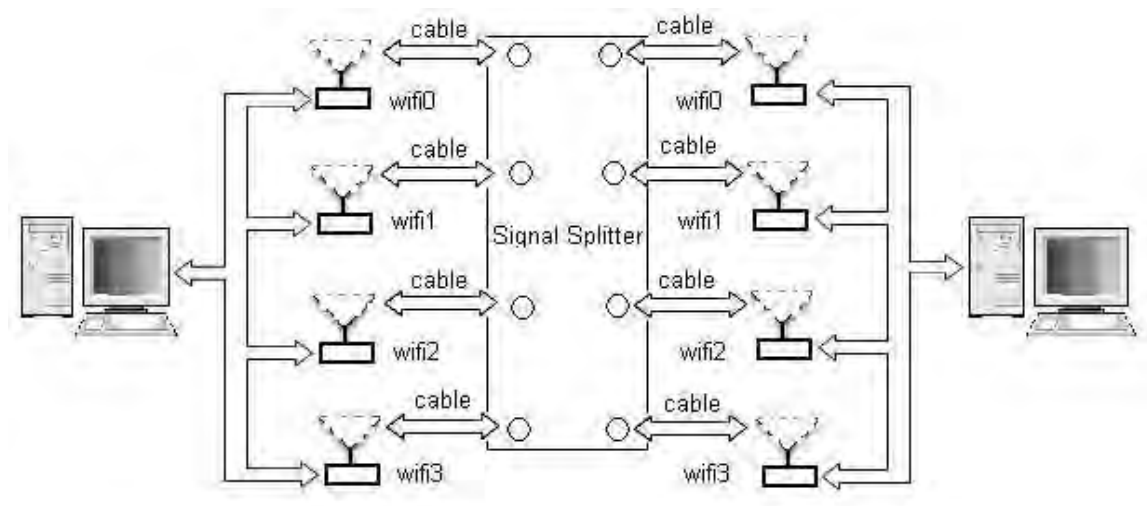 cable cable
wifi0 wifi0
cable cable
wifi1 wifi1
Signal Splitter
cable cable
wifi2 wifi2
cable cable
wifi3 wifi3